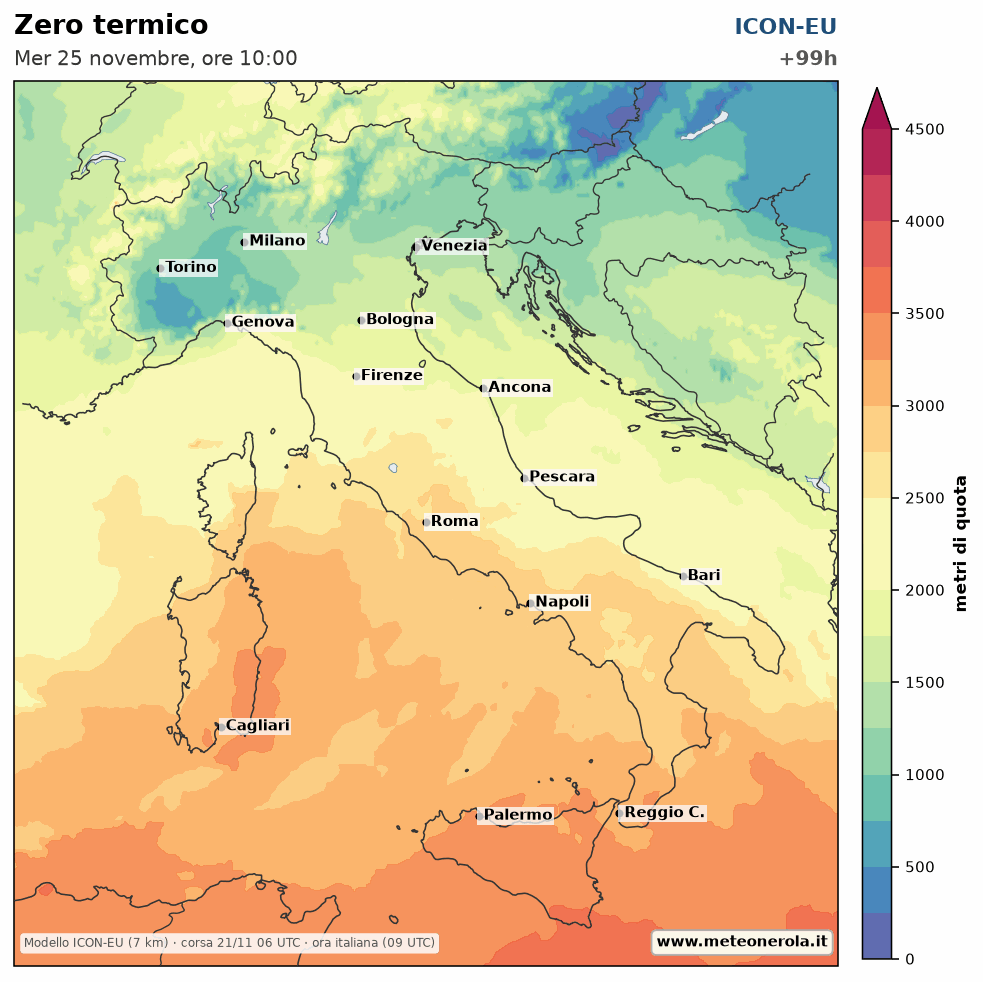 Zero termico
ICON-EU
Mer 25 novembre, ore 10:00
+99h
Milano
Venezia
Torino
Genova
Bologna
Firenze
Ancona
Pescara
Roma
Bari
Napoli
Cagliari
Palermo
Reggio C.
4500
4000
3500
3000
2500
2000
1500
1000
500
0
metri di quota
Modello ICON-EU (7 km) · corsa 21/11 06 UTC · ora italiana (09 UTC)
www.meteonerola.it